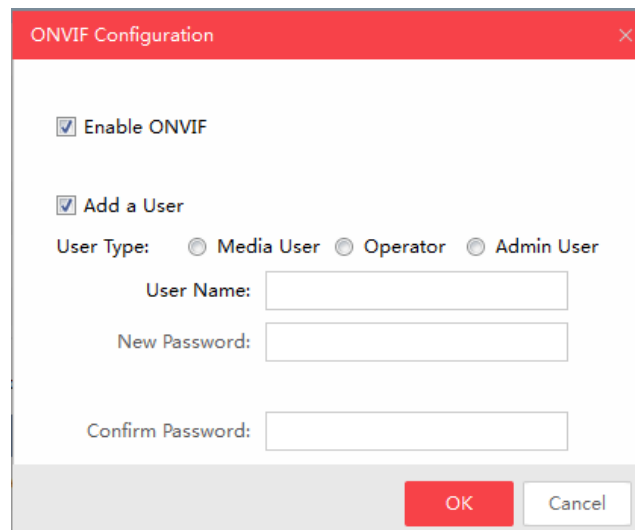 ONVIF Configuration
Enable ONVIF
Add a User
User Type: Media User Operator Admin User
User Name:
New Password:
Confirm Password:
OK Cancel